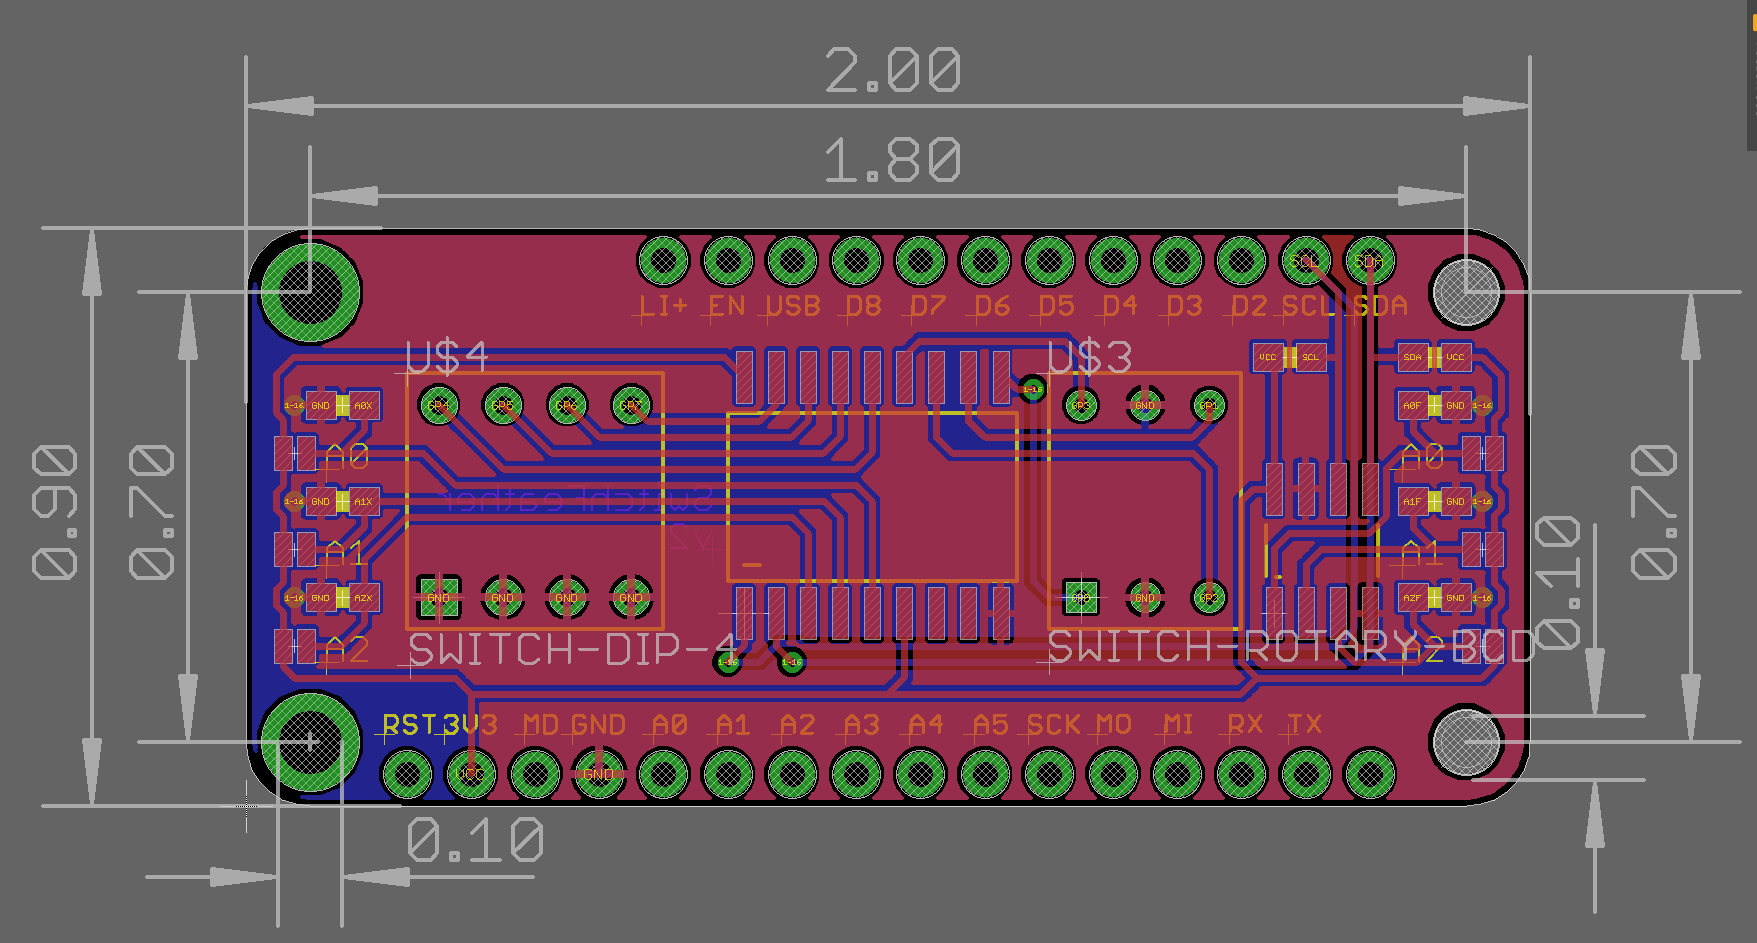 2.00
1.80
SCL SDA
LI+ EN USB D8 D7 D6 D5 D4 D3 D2 SCL SDA
U$4 U$3
VCC SCL SDA VCC
1-16 GND A0X GP4 GP5 GP6 GP7 1-16 GP3 GND GP1 A0F GND 1-16
A0 A0
1-16 GND A1X SwitchFeather A1F GND 1-16
v2
A1 A1
0.90 0.70 0.70 0.10
1-16 GND GND GND GND GND GND GP2 AZF GND 1-16
AZX
A2 SWITCH-DIP-4 SWITCH-ROTARY_BCD
1-16 1-16
RST 3V3 MD GND A0 A1 A2 A3 A4 A5 SCK MO MI RX TX
VCC GND
0.10